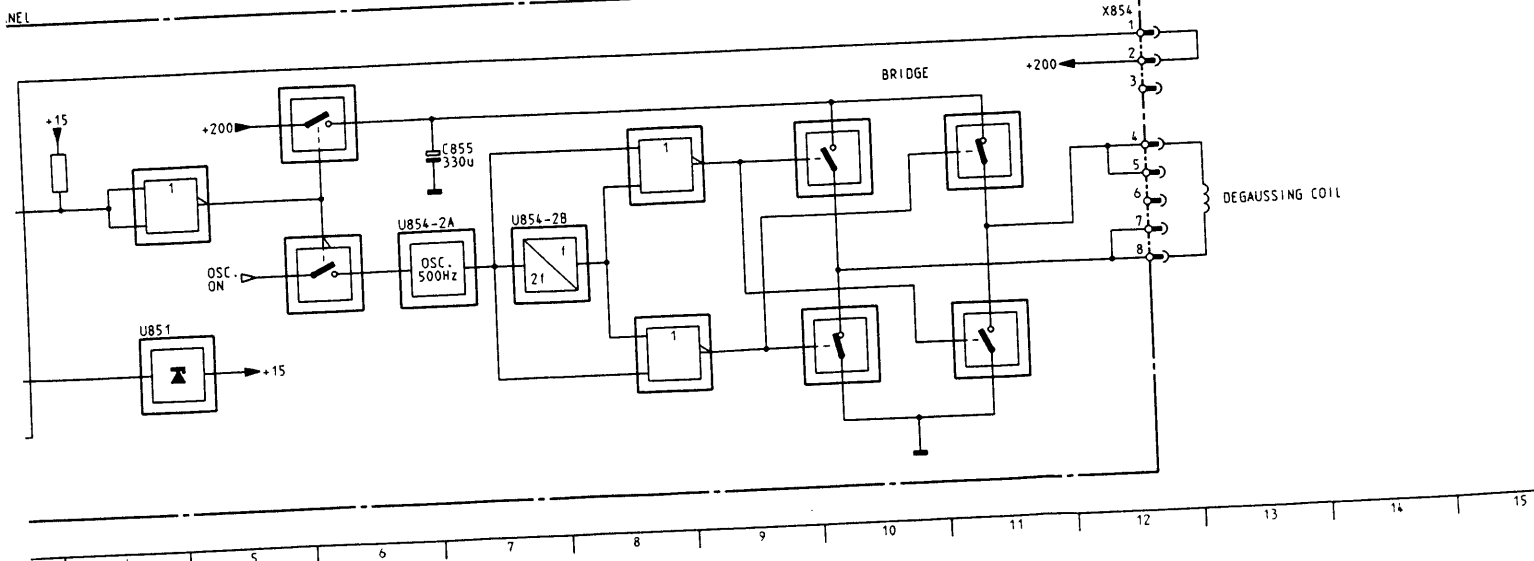 .NEL
X854
1
2
+200
3
BRIDGE
+15
+200
C855
330u
1
1
4
5
6
7
8
DEGAUSSING COIL
U854-2A
U854-2B
OSC.
ON
OSC.
500Hz
f
2f
U851
+15
1
5
6
7
8
9
10
11
12
13
14
15